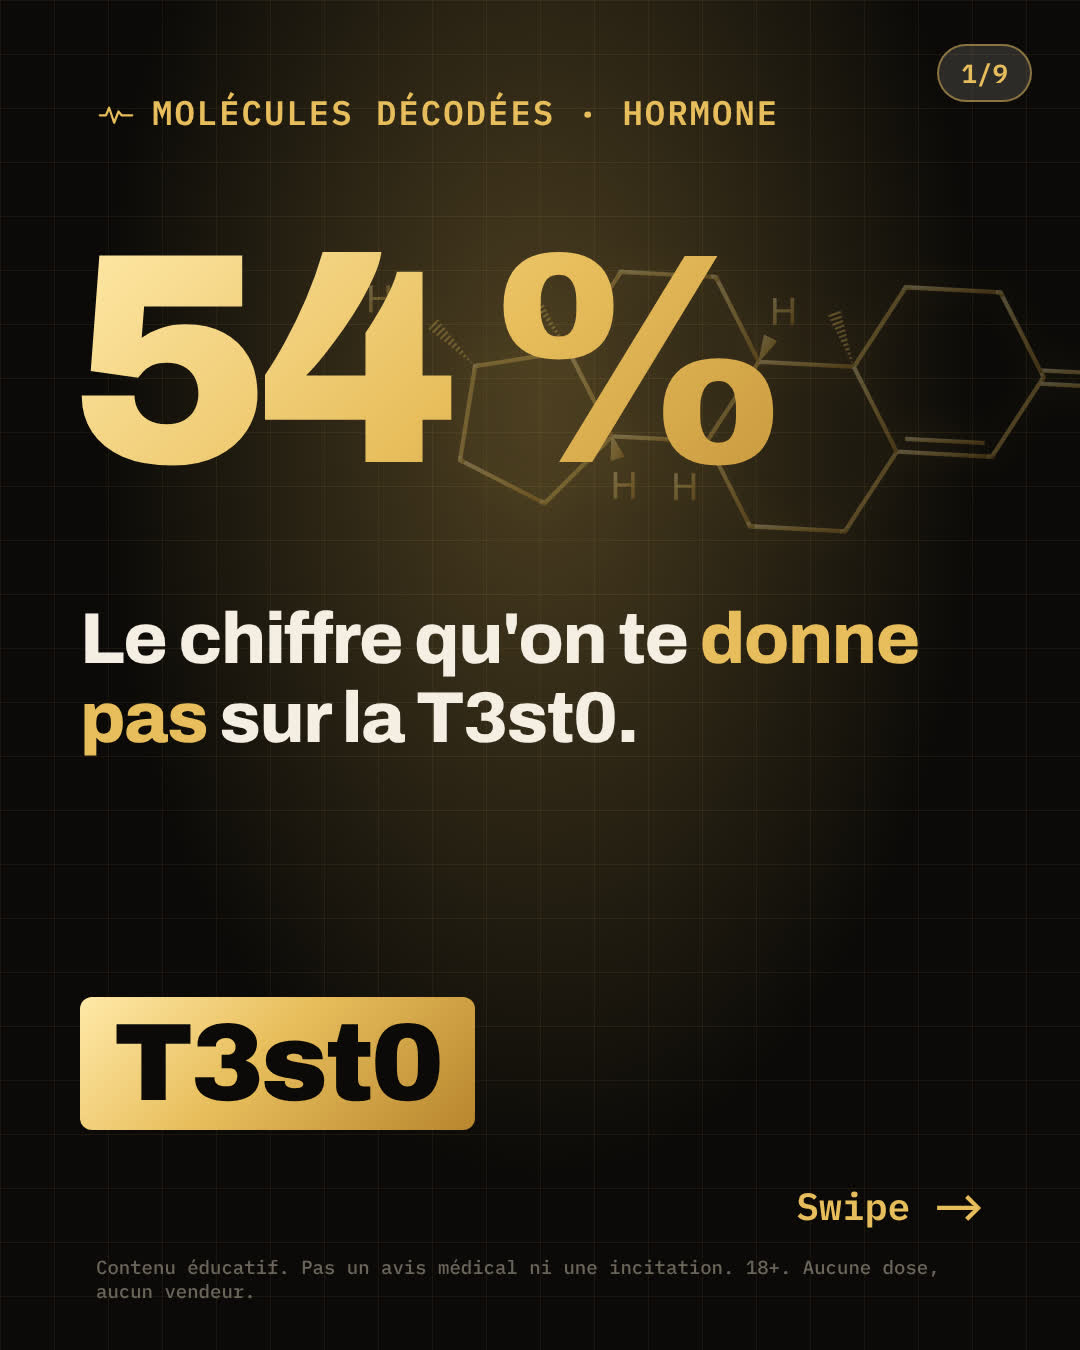 1/9
MOLÉCULES DÉCODÉES · HORMONE
54 %
H
H
H H
Le chiffre qu'on te donne
pas sur la T3st0.
T3st0
Swipe →
Contenu éducatif. Pas un avis médical ni une incitation. 18+. Aucune dose,
aucun vendeur.